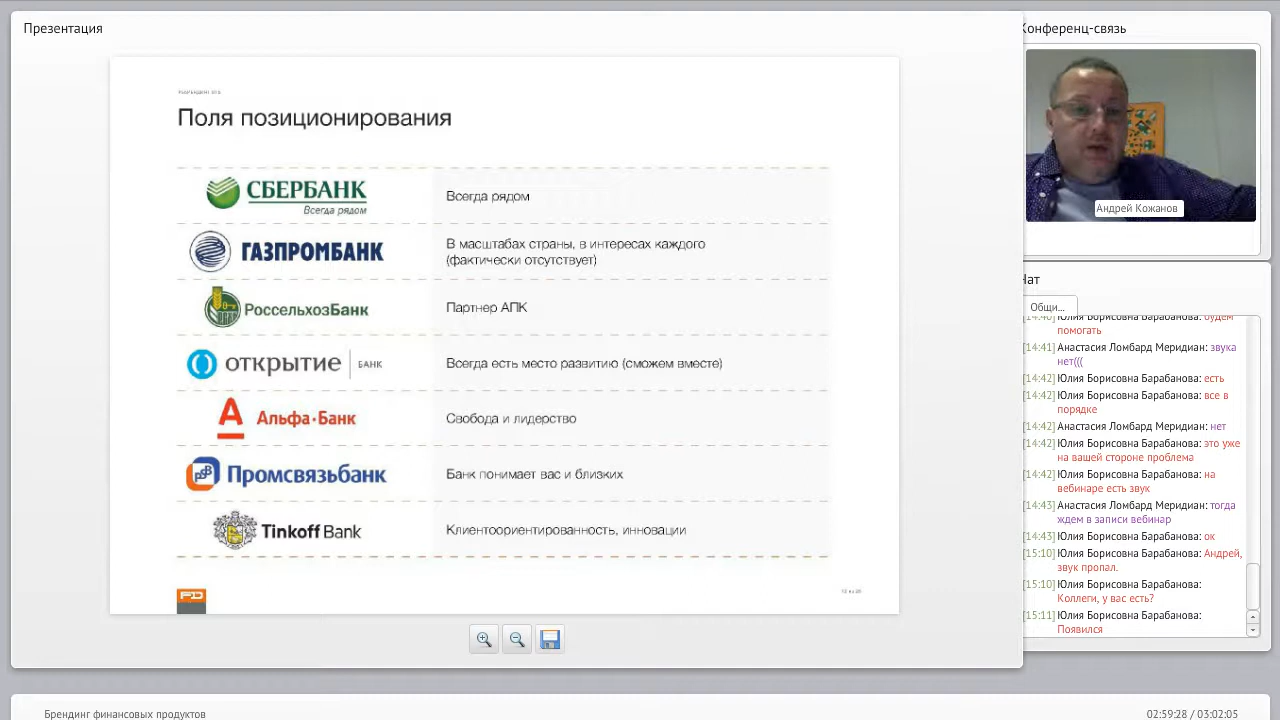 Презентация
Поля позиционирования
СБЕРБАНК
Всегда рядом
Всегда рядом
ГАЗПРОМБАНК
В масштабах страны, в интересах каждого
(фактически отсутствует)
РоссельхозБанк
Партнер АПК
ОТКРЫТИЕ БАНК
Всегда есть место развитию (сможем вместе)
Альфа·Банк
Свобода и лидерство
PSB Промсвязьбанк
Банк понимает вас и близких
Tinkoff Bank
Клиентоориентированность, инновации
Брендинг финансовых продуктов
02:59:28 / 03:02:05
Конференц-связь
Андрей Кожанов
Чат
Общи...
[14:40] Юлия Борисовна Барабанова: будем
помогать
[14:41] Анастасия Ломбард Меридиан: звука
нет(((
[14:42] Юлия Борисовна Барабанова: есть
[14:42] Юлия Борисовна Барабанова: все в
порядке
[14:42] Анастасия Ломбард Меридиан: нет
[14:42] Юлия Борисовна Барабанова: это уже
на вашей стороне проблема
[14:42] Юлия Борисовна Барабанова: на
вебинаре есть звук
[14:43] Анастасия Ломбард Меридиан: тогда
ждем в записи вебинар
[14:43] Юлия Борисовна Барабанова: ок
[15:10] Юлия Борисовна Барабанова: Андрей,
звук пропал.
[15:10] Юлия Борисовна Барабанова:
Коллеги, у вас есть?
[15:11] Юлия Борисовна Барабанова:
Появился